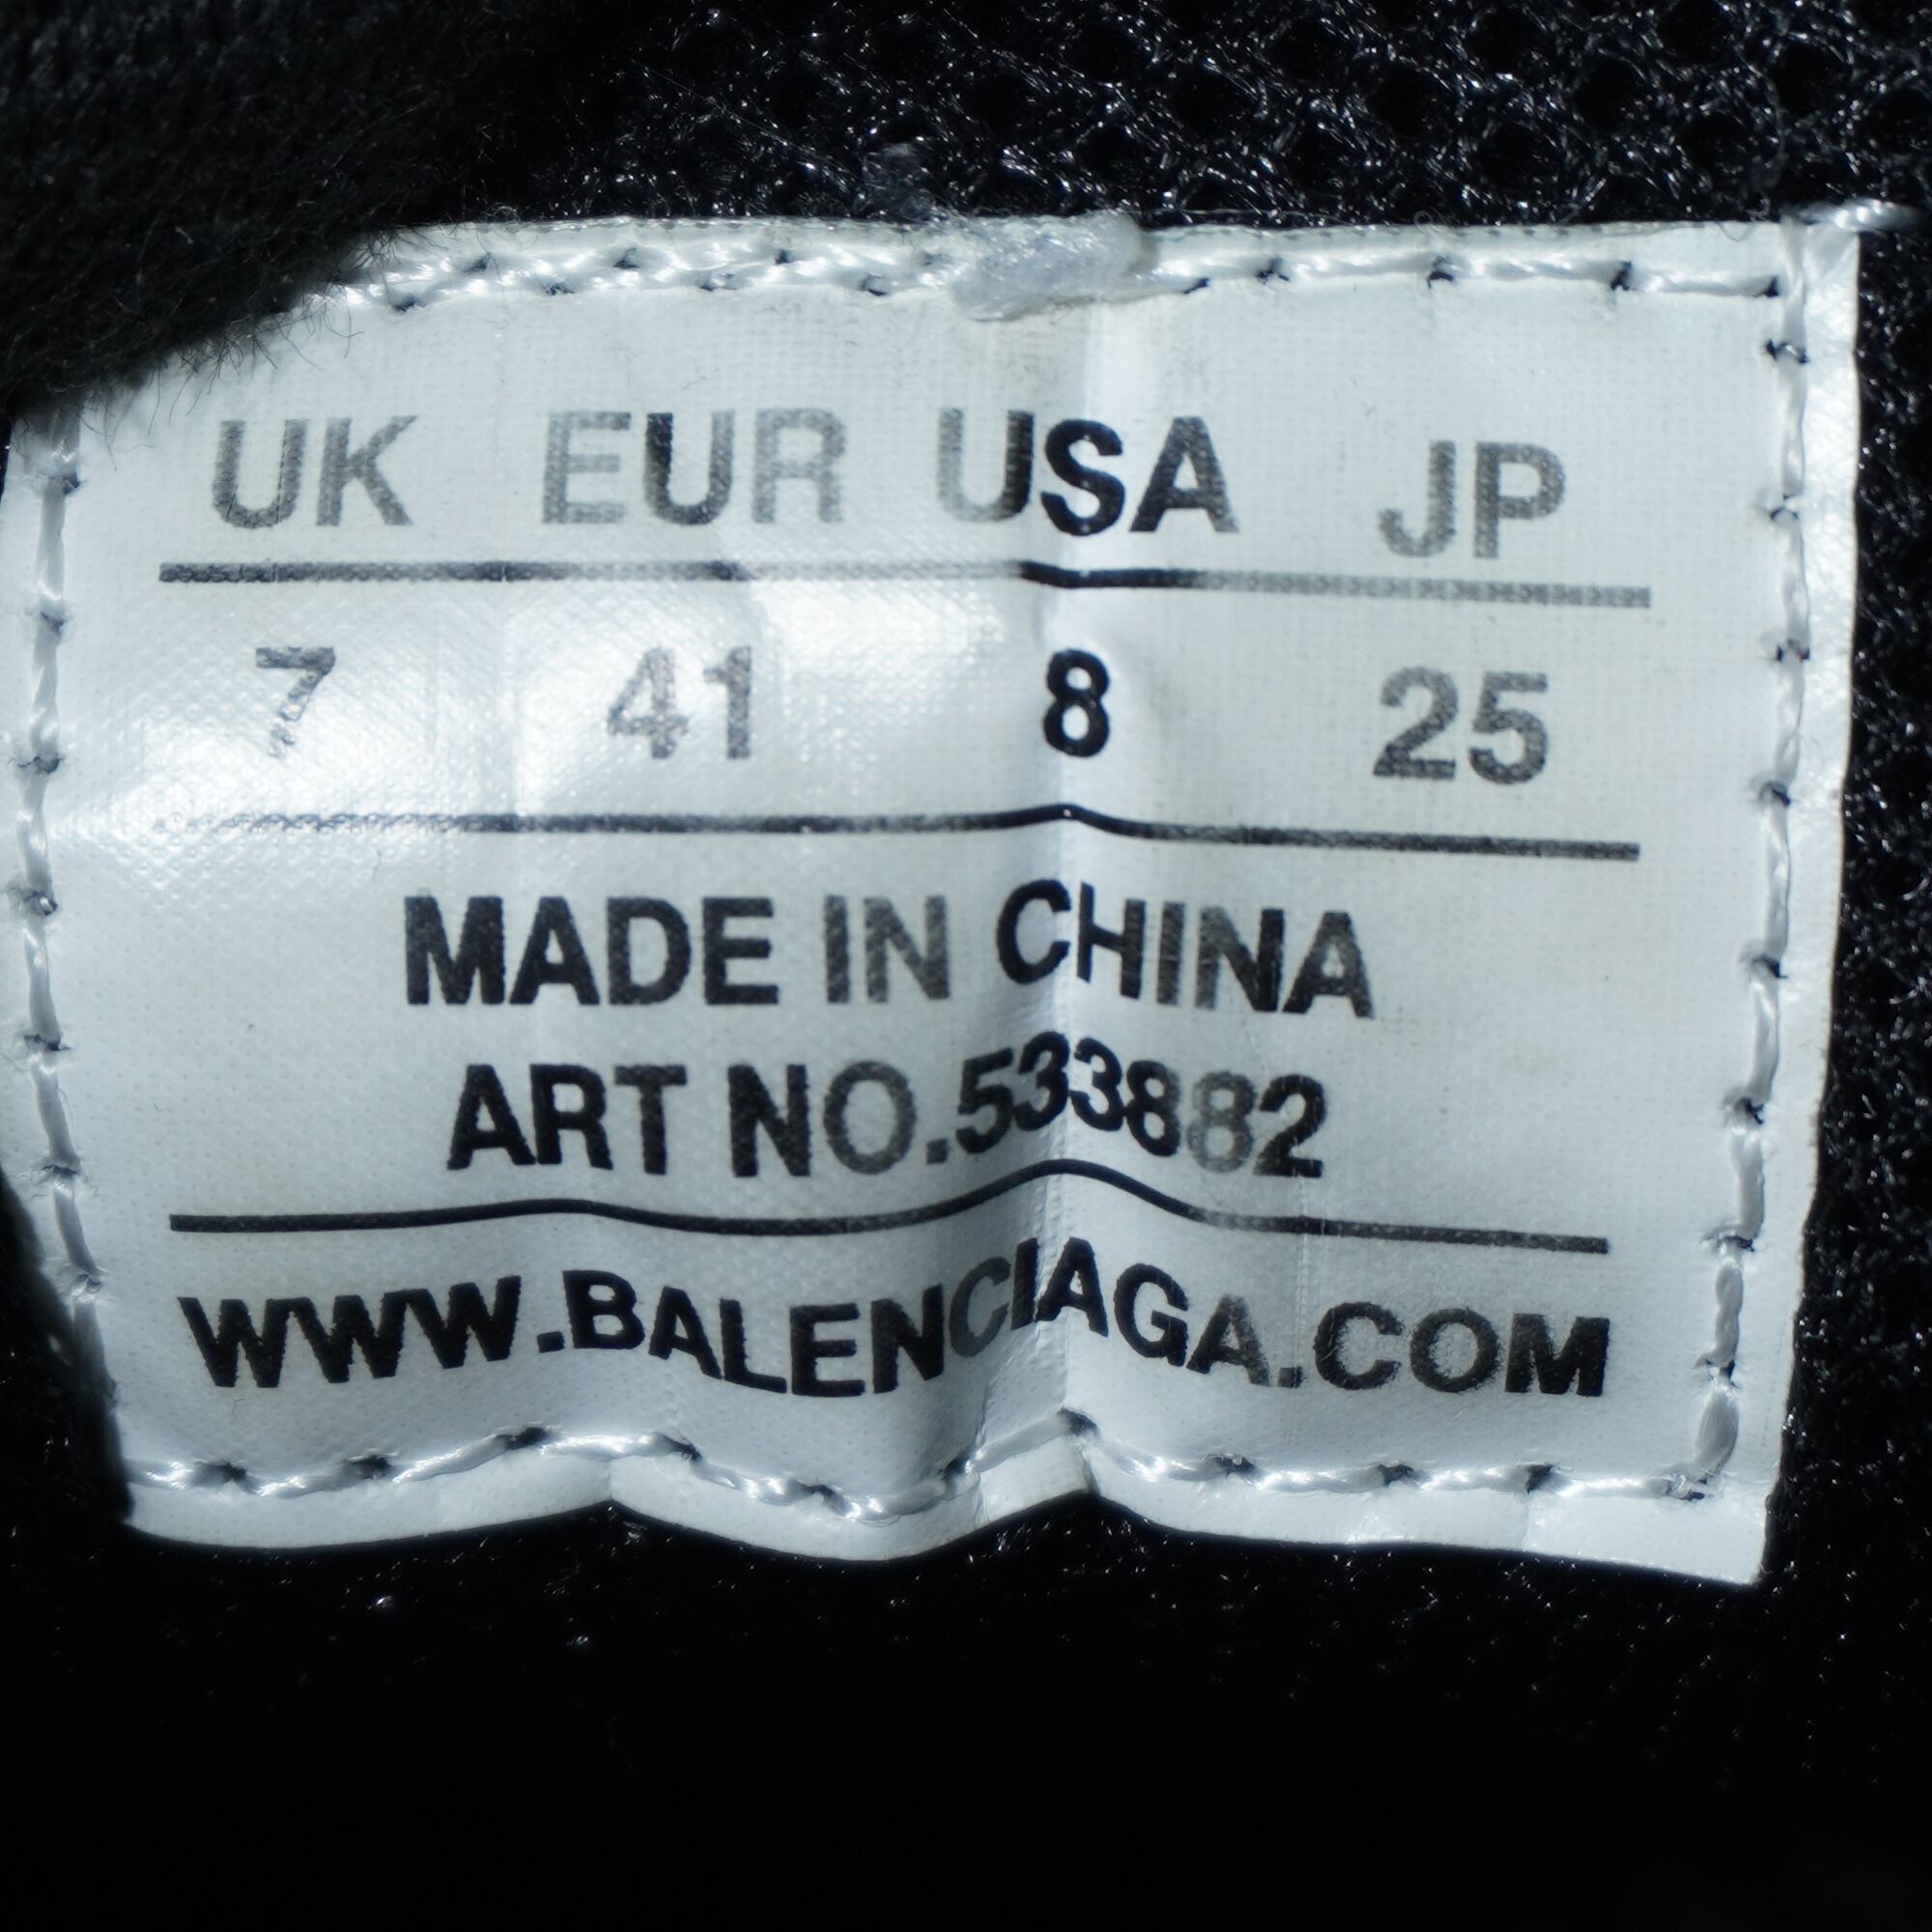 UK EUR USA JP
7 41 8 25
MADE IN CHINA
ART NO.533882
WWW.BALENCIAGA.COM